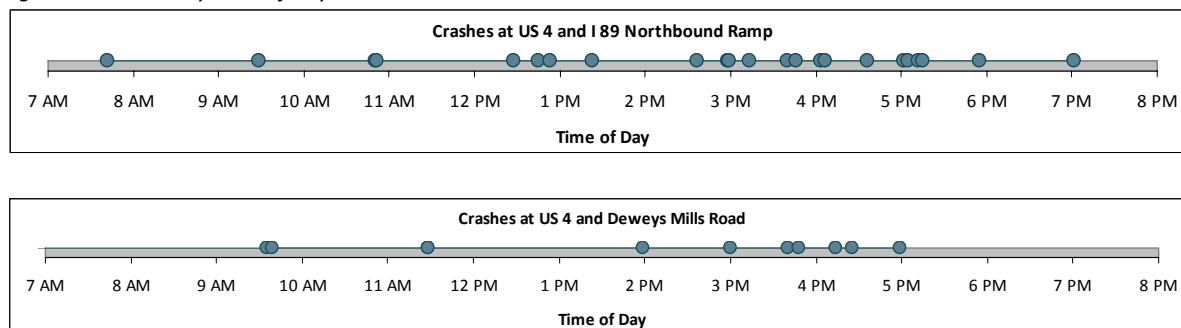 Crashes at US 4 and I 89 Northbound Ramp
7 AM 8 AM 9 AM 10 AM 11 AM 12 PM 1 PM 2 PM 3 PM 4 PM 5 PM 6 PM 7 PM 8 PM
Time of Day
Crashes at US 4 and Deweys Mills Road
7 AM 8 AM 9 AM 10 AM 11 AM 12 PM 1 PM 2 PM 3 PM 4 PM 5 PM 6 PM 7 PM 8 PM
Time of Day